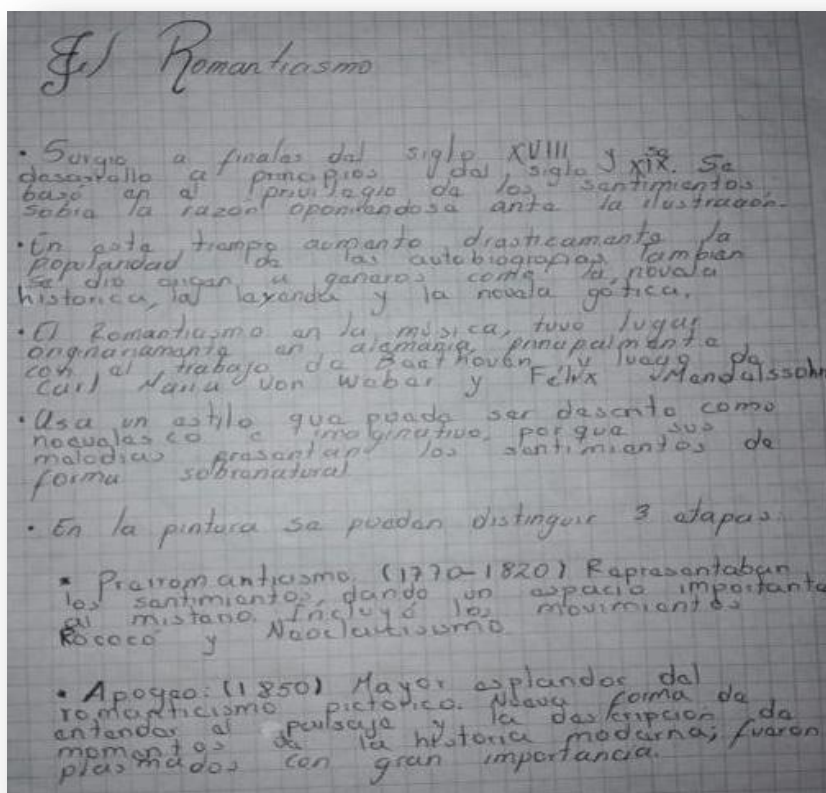 El Romanticismo
• Surgio a finales del siglo XVIII y se
desarrollo a principios del siglo XIX. Se
basó en el privilegio de los sentimientos
sobre la razón oponiendose ante la ilustracion.
• En este tiempo aumento drasticamente la
popularidad de las autobiografias, tambien
se dio origen a generos como la novela
historica, la leyenda y la novela gótica.
• El Romanticismo en la música, tuvo lugar
originariamente en alemania, principalmente
con el trabajo de Beethoven y luego de
Carl Maria Von Weber y Félix Mendelssohn
• Usa un estilo que puede ser descrito como
e imaginativo, porque sus
melodias presentan los sentimientos de
forma sobrenatural
• En la pintura se pueden distinguir 3 etapas:
• Preiromanticismo. (1770-1820) Representaban
los sentimientos, dando un espacio importante
al misterio. Incluyó los movimientos
Rococó y
• Apogeo: (1850) Mayor esplendor del
romanticismo pictorico. Nueva forma de
entender el paisaje y la descripcion de
momentos de la historia moderna; fueron
plasmados con gran importancia.